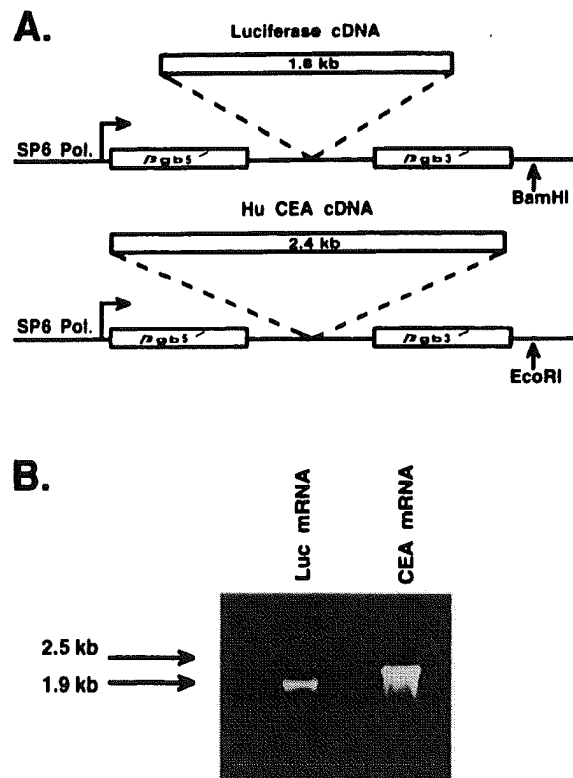 A.
Luciferase cDNA
1.8 kb
SP6 Pol.
BamHI
Hu CEA cDNA
2.4 kb
SP6 Pol.
EcoRI
B.
Luc mRNA
CEA mRNA
2.5 kb
1.9 kb